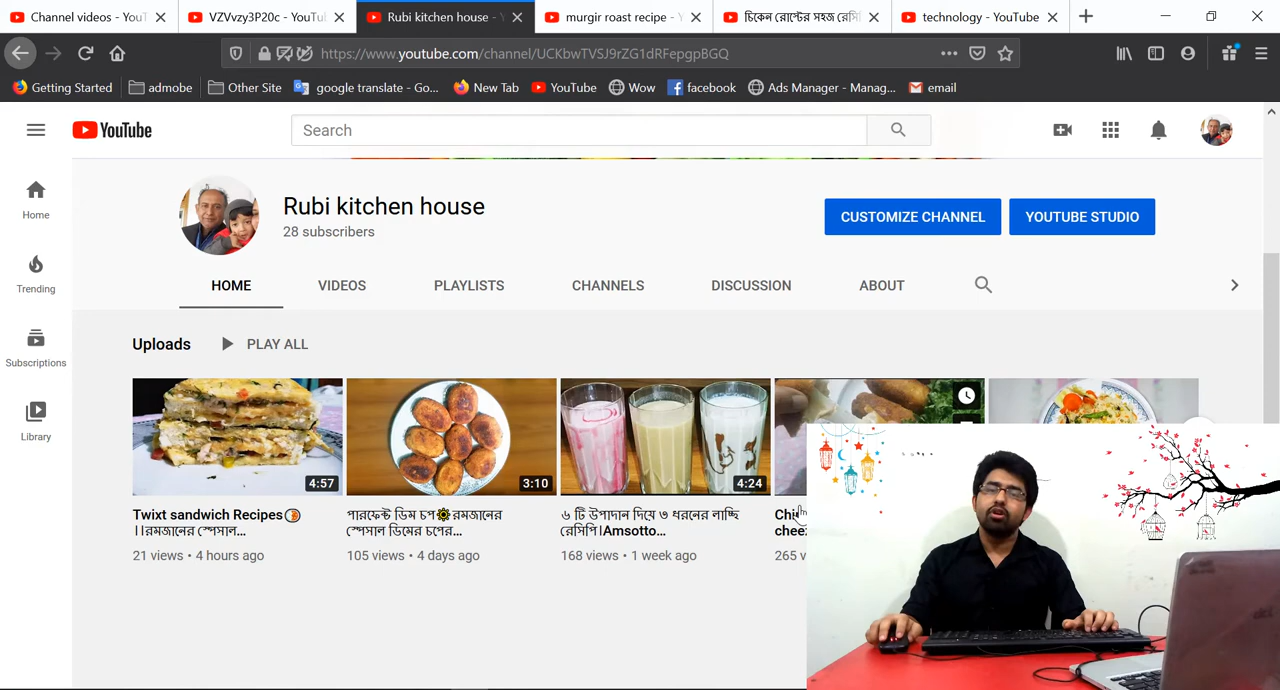 Channel videos - YouT
VZVvzy3P20c - YouTu
Rubi kitchen house -
murgir roast recipe - Y
চিকেন রোস্টের সহজ রেসি
technology - YouTube
https://www.youtube.com/channel/UCKbwTVSJ9rZG1dRFepgpBGQ
Getting Started
admobe
Other Site
google translate - Go...
New Tab
YouTube
Wow
facebook
Ads Manager - Manag...
email
YouTube
Search
Home
Trending
Subscriptions
Library
Rubi kitchen house
28 subscribers
CUSTOMIZE CHANNEL
YOUTUBE STUDIO
HOME
VIDEOS
PLAYLISTS
CHANNELS
DISCUSSION
ABOUT
Uploads
PLAY ALL
4:57
3:10
4:24
Twixt sandwich Recipes🍳
।।রমজানের স্পেসাল...
21 views • 4 hours ago
পারফেক্ট ডিম চপ🌞রমজানের
স্পেসাল ডিমের চপের...
105 views • 4 days ago
৬ টি উপাদান দিয়ে ৩ ধরনের লাচ্ছি
রেসিপি।Amsotto...
168 views • 1 week ago
265 v